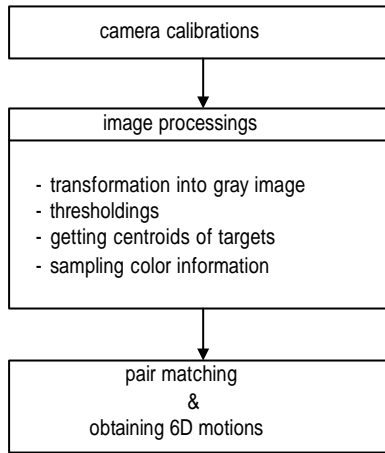 camera calibrations
image processings
- transformation into gray image
- thresholdings
- getting centroids of targets
- sampling color information
pair matching
&
obtaining 6D motions